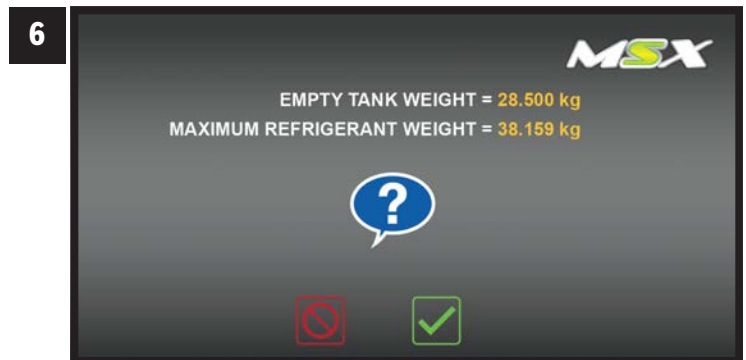 6
MSX
EMPTY TANK WEIGHT = 28.500 kg
MAXIMUM REFRIGERANT WEIGHT = 38.159 kg
?